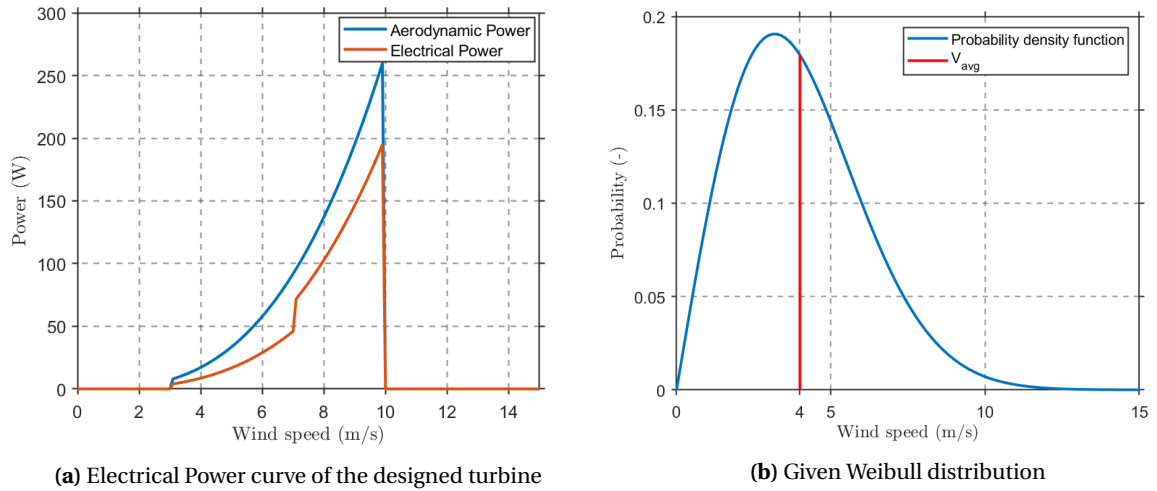 300
250
200
150
100
50
0
Power (W)
Aerodynamic Power
Electrical Power
0 2 4 6 8 10 12 14
Wind speed (m/s)
(a) Electrical Power curve of the designed turbine
0.2
0.15
0.1
0.05
0
Probability (-)
Probability density function
V_avg
0 4 5 10 15
Wind speed (m/s)
(b) Given Weibull distribution